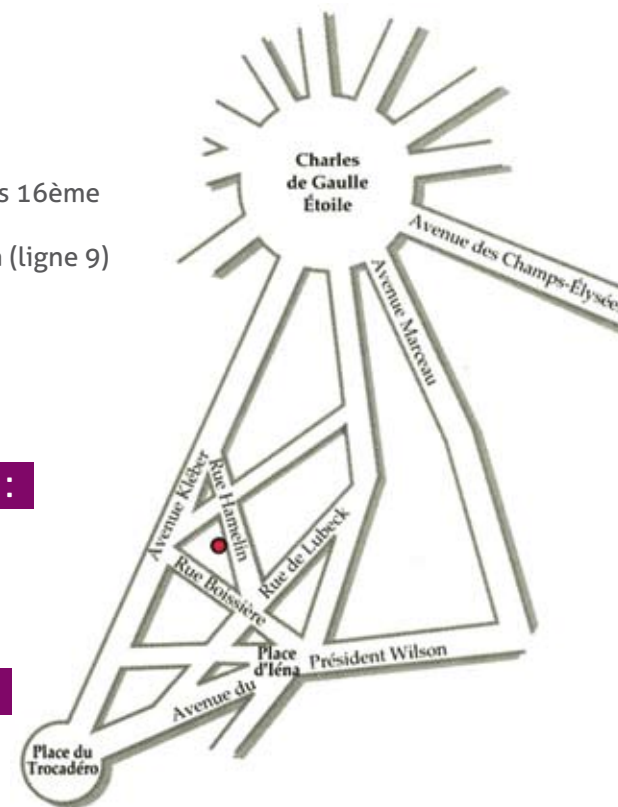 s 16ème
(ligne 9)
:
Charles
de Gaulle
Étoile
Avenue des Champs-Élysées
Avenue Marceau
Avenue Kléber
Rue Hamelin
Rue de Lubeck
Rue Boissière
Place
d'Iéna
Président Wilson
Avenue du
Place du
Trocadéro